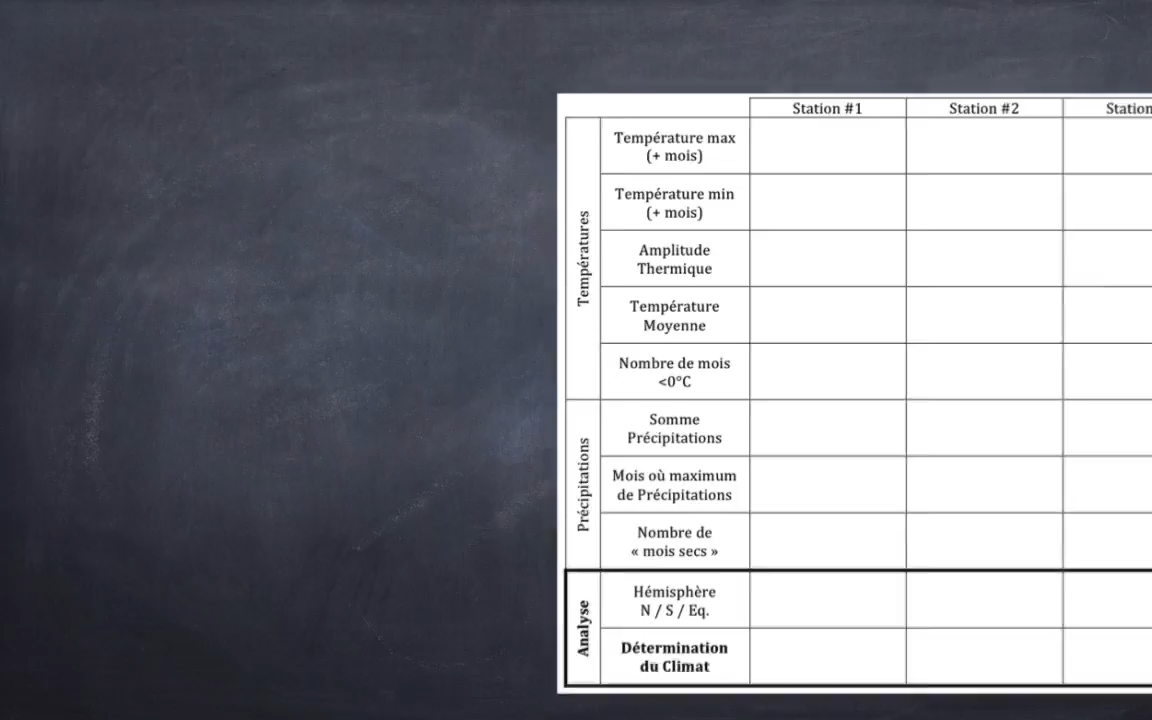 Station #1
Station #2
Station
Températures
Température max
(+ mois)
Température min
(+ mois)
Amplitude
Thermique
Température
Moyenne
Nombre de mois
<0°C
Précipitations
Somme
Précipitations
Mois où maximum
de Précipitations
Nombre de
« mois secs »
Analyse
Hémisphère
N / S / Eq.
Détermination
du Climat